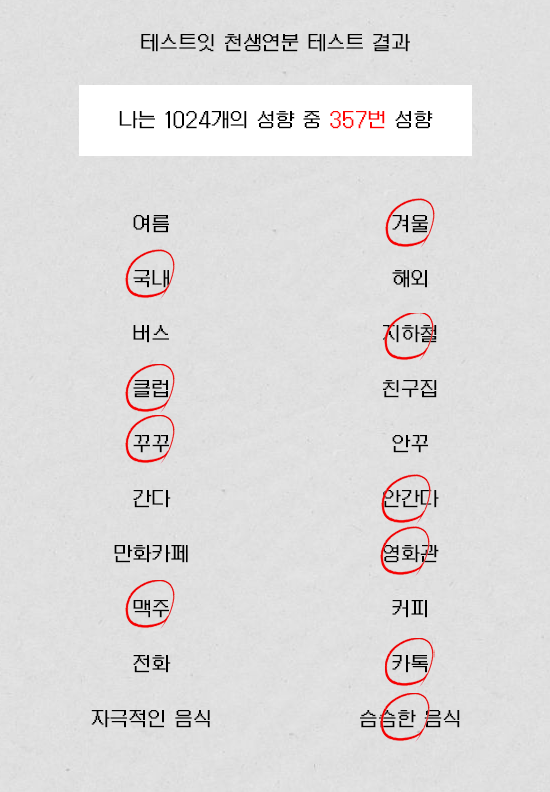 테스트잇 천생연분 테스트 결과
나는 1024개의 성향 중 357번 성향
여름 겨울
국내 해외
버스 지하철
클럽 친구집
꾸꾸 안꾸
간다 안간다
만화카페 영화관
맥주 커피
전화 카톡
자극적인 음식 슴슴한 음식